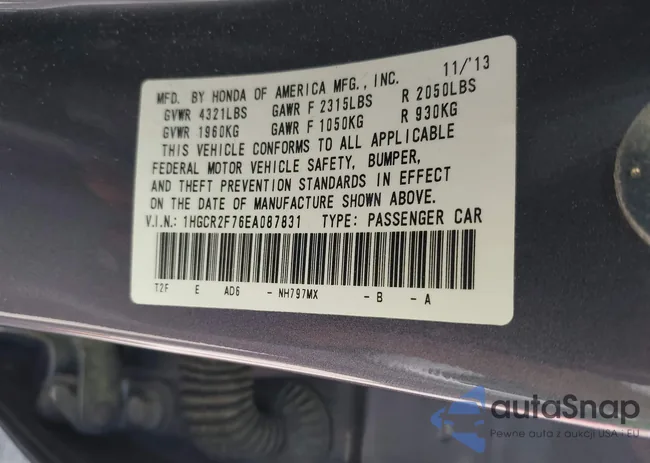 MFD. BY HONDA OF AMERICA MFG., INC. 11/'13
GVWR 4321LBS GAWR F 2315LBS R 2050LBS
GVWR 1960KG GAWR F 1050KG R 930KG
THIS VEHICLE CONFORMS TO ALL APPLICABLE
FEDERAL MOTOR VEHICLE SAFETY, BUMPER,
AND THEFT PREVENTION STANDARDS IN EFFECT
ON THE DATE OF MANUFACTURE SHOWN ABOVE.
V.I.N.: 1HGCR2F76EA087831 TYPE: PASSENGER CAR
T2F E AD6 - NH797MX - B - A
autaSnap
Pewne auta z aukcji USA i EU